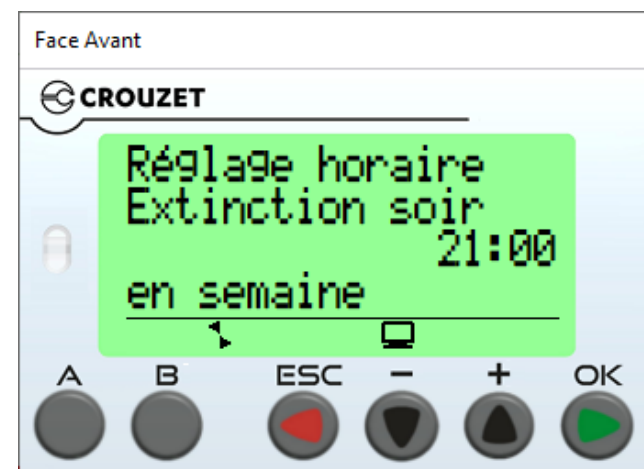 Face Avant
CROUZET
Réglage horaire
Extinction soir
21:00
en semaine
A B ESC - + OK